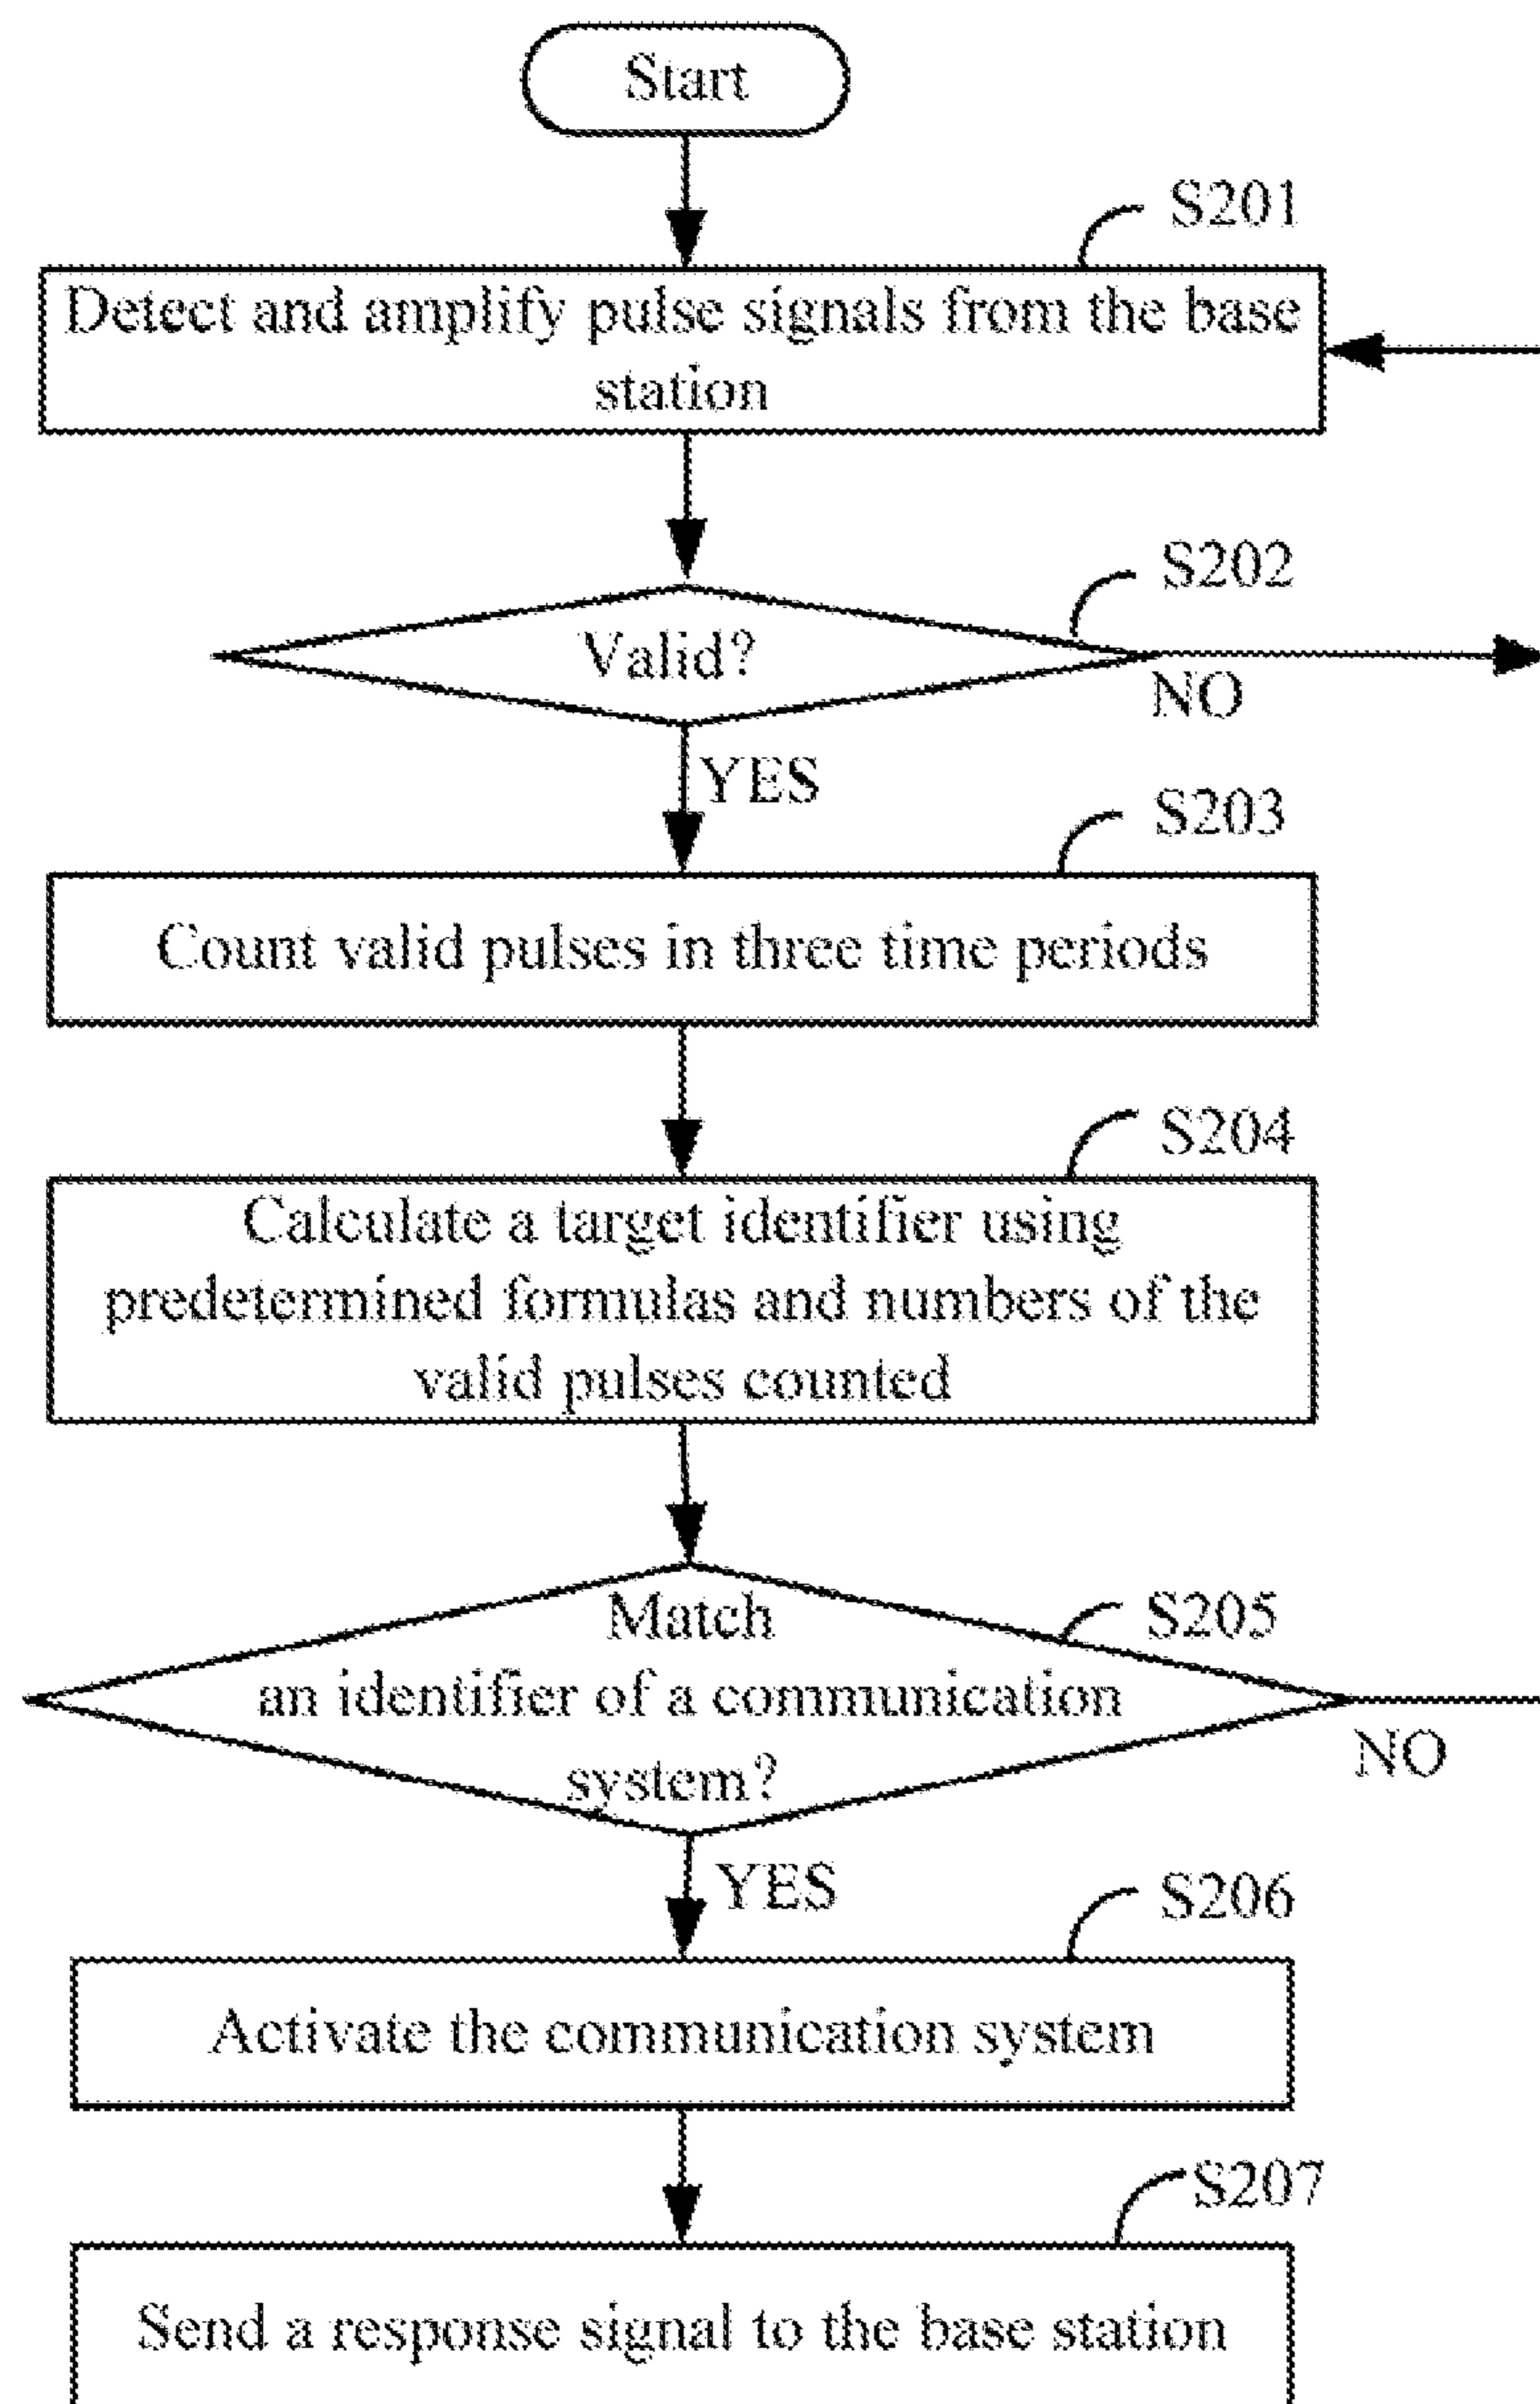 Start
S201
Detect and amplify pulse signals from the base
station
S202
Valid?
NO
YES
S203
Count valid pulses in three time periods
S204
Calculate a target identifier using
predetermined formulas and numbers of the
valid pulses counted
Match
S205
an identifier of a communication
system?
NO
YES
S206
Activate the communication system
S207
Send a response signal to the base station